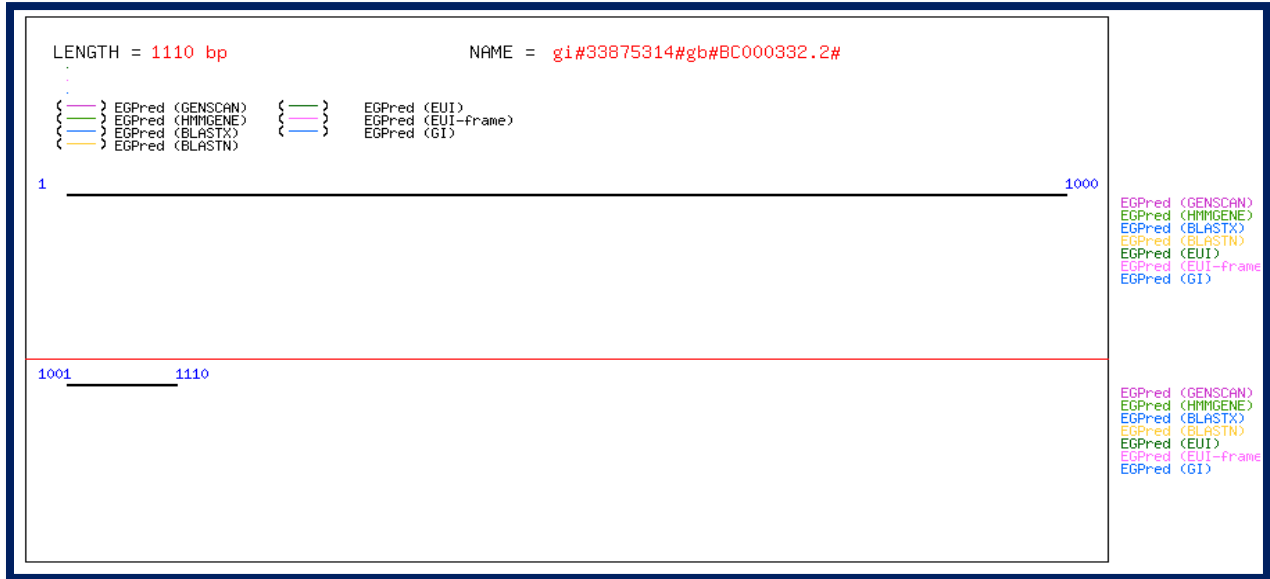 LENGTH = 1110 bp NAME = gi#33875314#gb#BC000332.2#
EGPred (GENSCAN) EGPred (EUI)
EGPred (HMMGENE) EGPred (EUI-frame)
EGPred (BLASTX) EGPred (GI)
EGPred (BLASTN)
1 1000
EGPred (GENSCAN)
EGPred (HMMGENE)
EGPred (BLASTX)
EGPred (BLASTN)
EGPred (EUI)
EGPred (EUI-frame
EGPred (GI)
1001 1110
EGPred (GENSCAN)
EGPred (HMMGENE)
EGPred (BLASTX)
EGPred (BLASTN)
EGPred (EUI)
EGPred (EUI-frame
EGPred (GI)